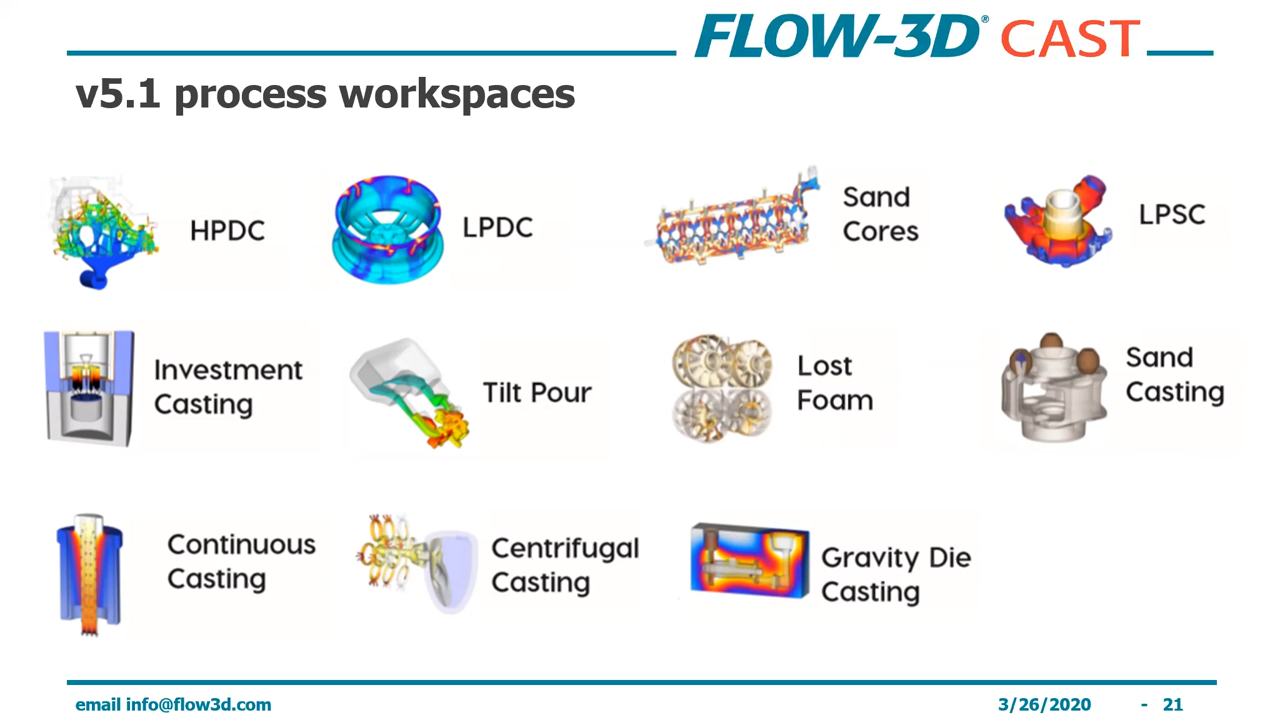 FLOW-3D® CAST
v5.1 process workspaces
HPDC
LPDC
Sand
Cores
LPSC
Investment
Casting
Tilt Pour
Lost
Foam
Sand
Casting
Continuous
Casting
Centrifugal
Casting
Gravity Die
Casting
email info@flow3d.com
3/26/2020 - 21